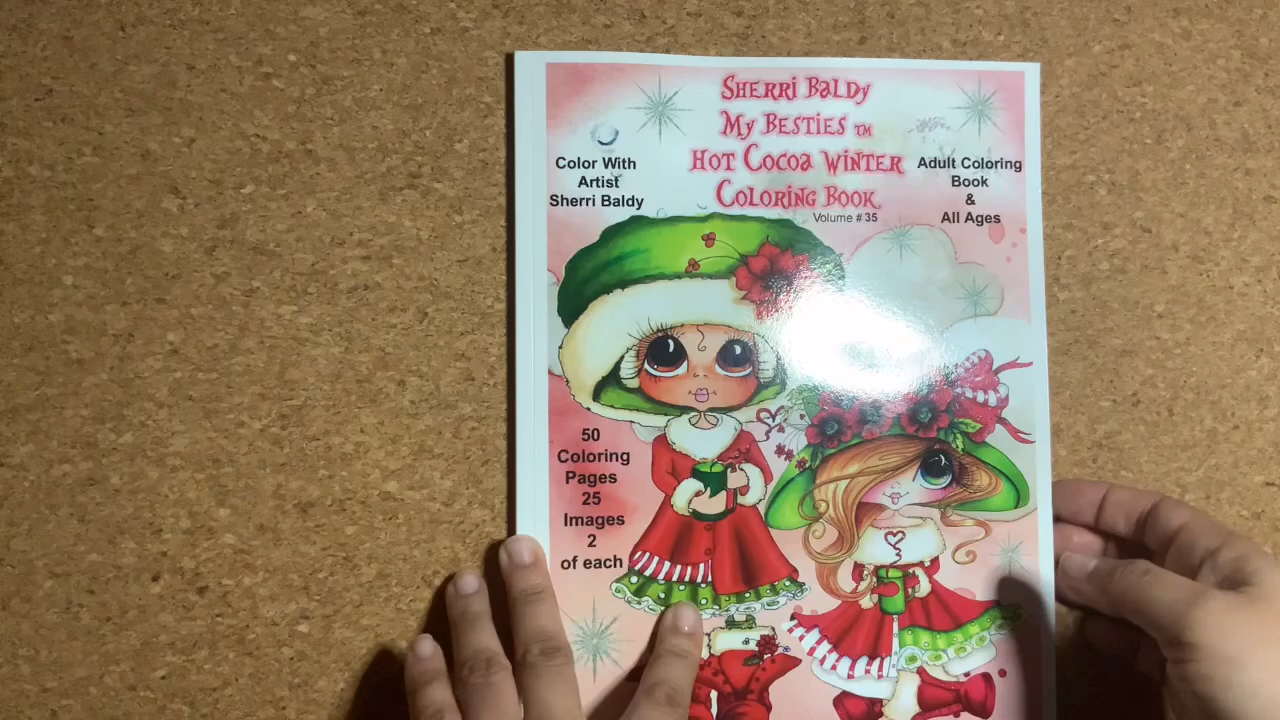 SHERRI BALDY
MY BESTIES TM
HOT COCOA WINTER
COLORING BOOK
Volume # 35
Color With
Artist
Sherri Baldy
Adult Coloring
Book
&
All Ages
50
Coloring
Pages
25
Images
2
of each